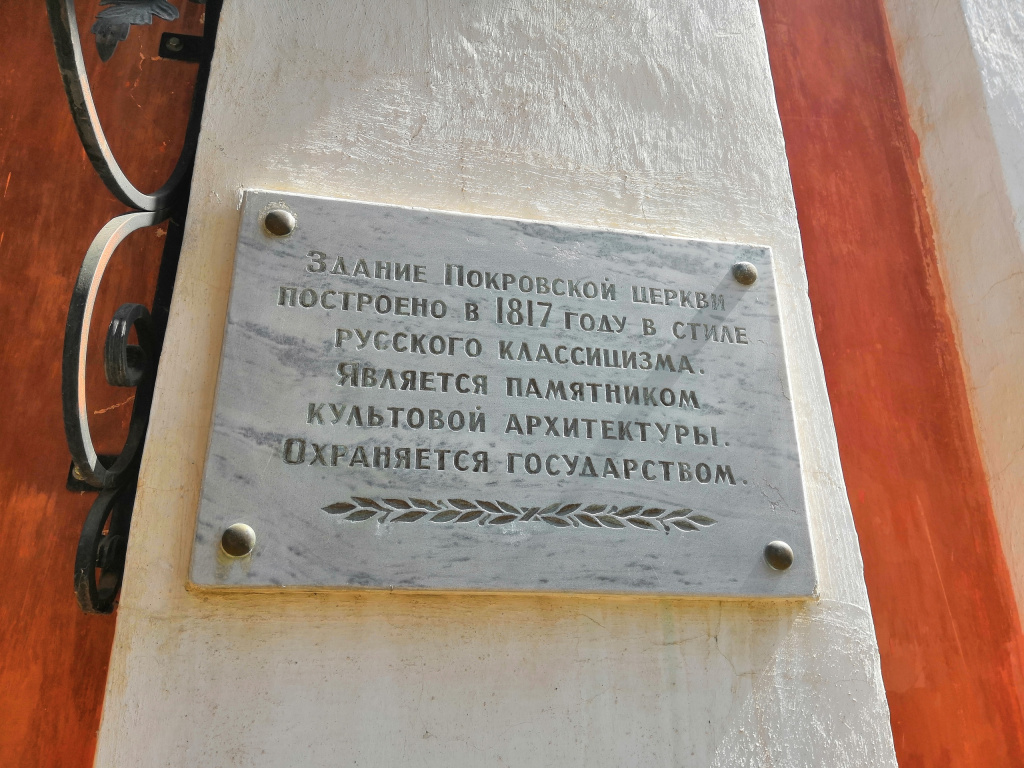 Здание Покровской церкви
построено в 1817 году в стиле
русского классицизма.
Является памятником
культовой архитектуры.
Охраняется государством.